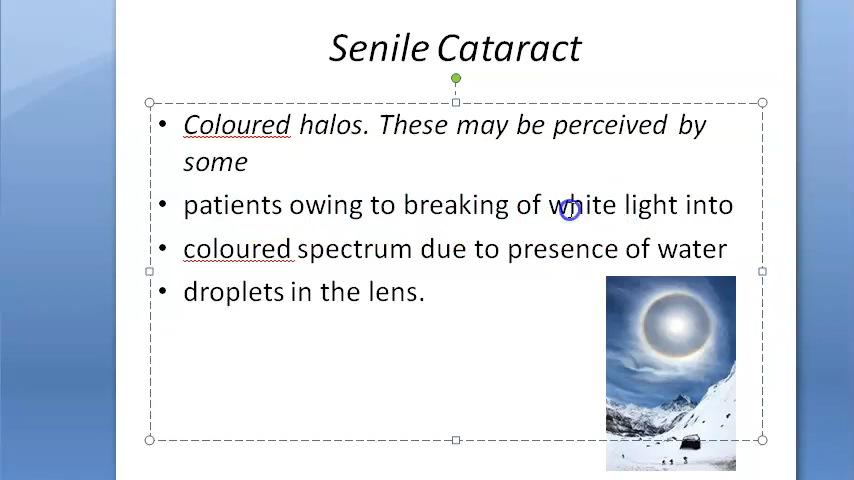 Senile Cataract
• Coloured halos. These may be perceived by
some
• patients owing to breaking of white light into
• coloured spectrum due to presence of water
• droplets in the lens.